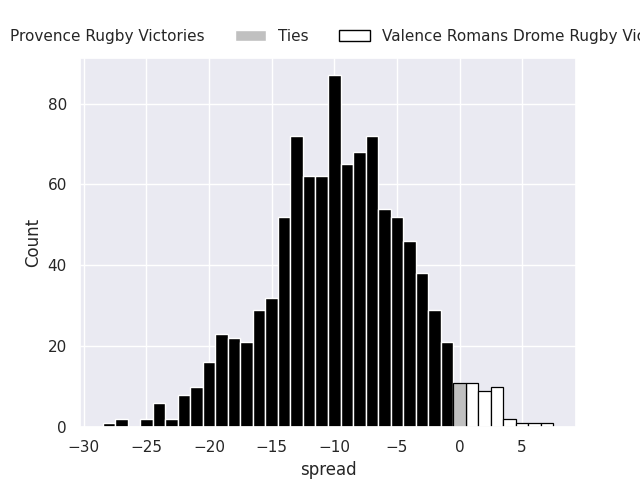 Provence Rugby Victories Ties Valence Romans Drome Rugby
80
60
40
20
0
Count
−30 −25 −20 −15 −10 −5 0 5
spread